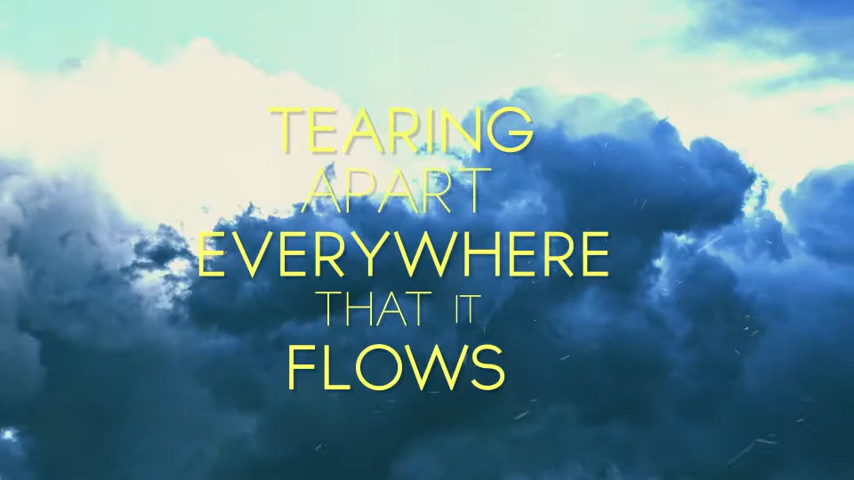 TEARING
APART
EVERYWHERE
THAT IT
FLOWS